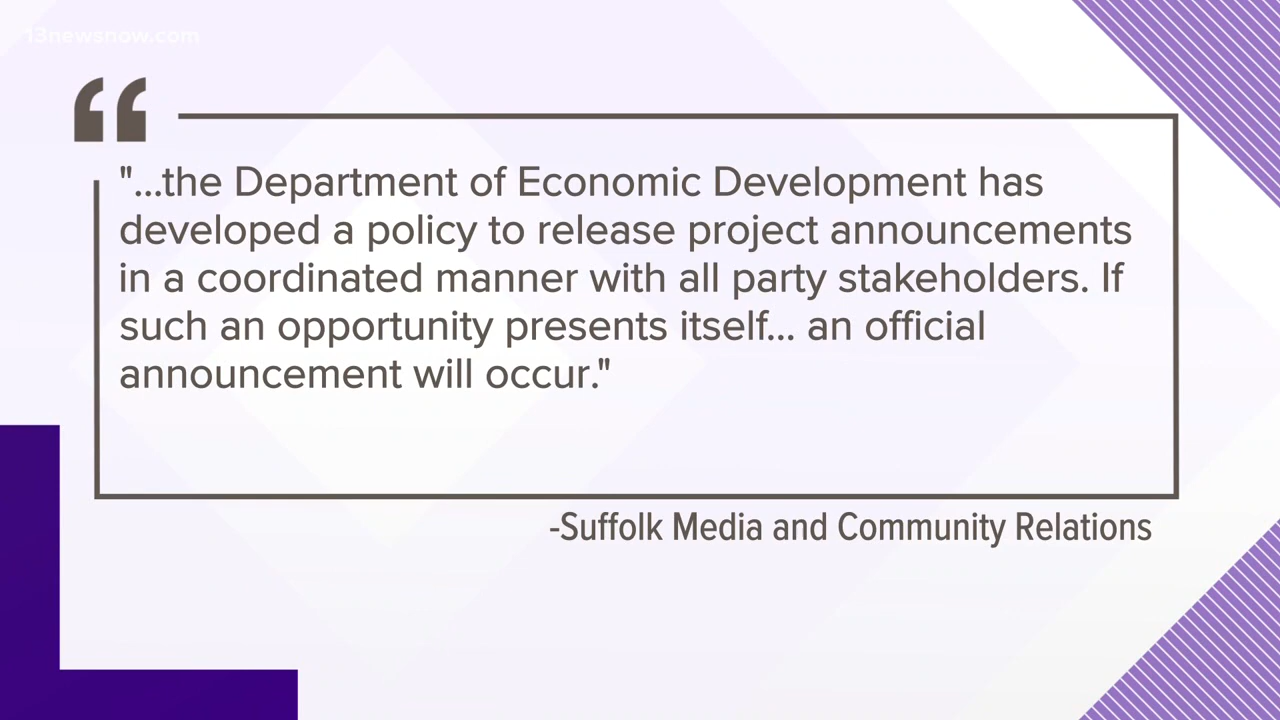 13newsnow.com
“
"...the Department of Economic Development has
developed a policy to release project announcements
in a coordinated manner with all party stakeholders. If
such an opportunity presents itself... an official
announcement will occur."
-Suffolk Media and Community Relations